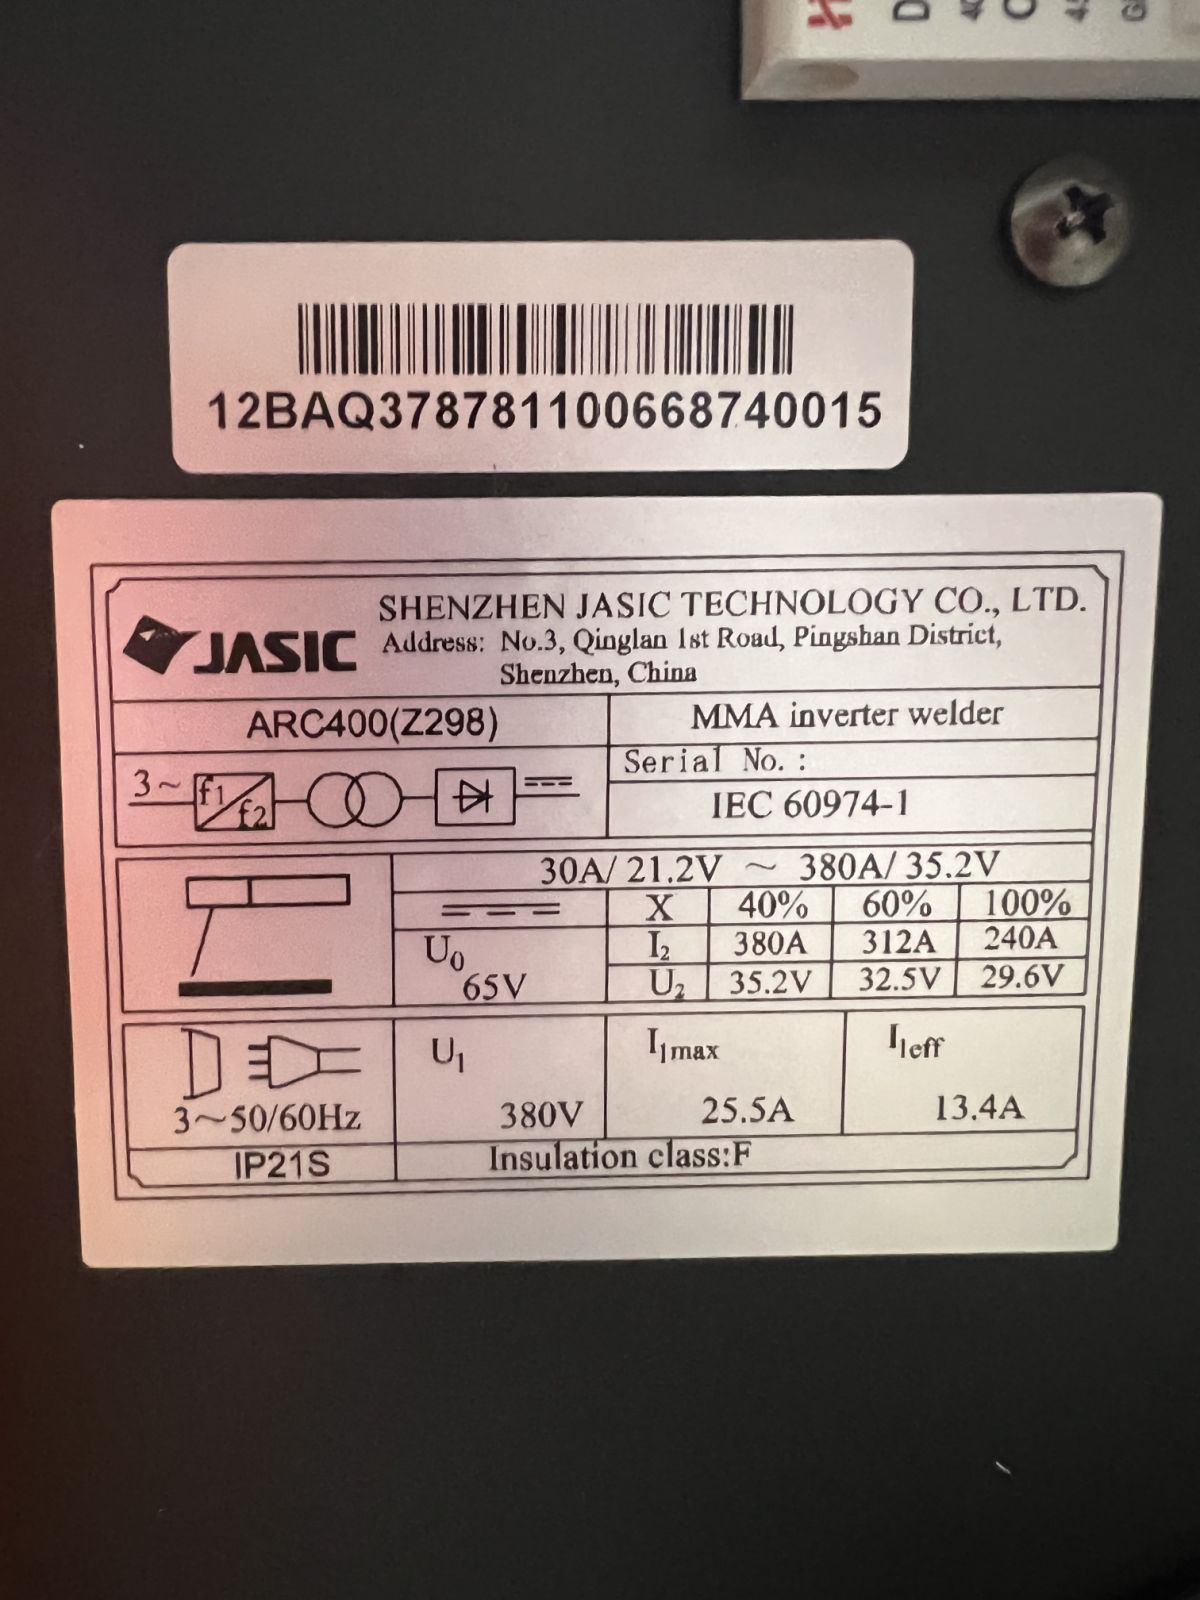 12BAQ378781100668740015
JASIC
SHENZHEN JASIC TECHNOLOGY CO., LTD.
Address: No.3, Qinglan 1st Road, Pingshan District,
Shenzhen, China
ARC400(Z298)
MMA inverter welder
Serial No. :
IEC 60974-1
3~ f1/f2
30A/ 21.2V ~ 380A/ 35.2V
X 40% 60% 100%
U0 65V
I2 380A 312A 240A
U2 35.2V 32.5V 29.6V
3~50/60Hz
U1 380V
I1max 25.5A
I1eff 13.4A
IP21S
Insulation class:F